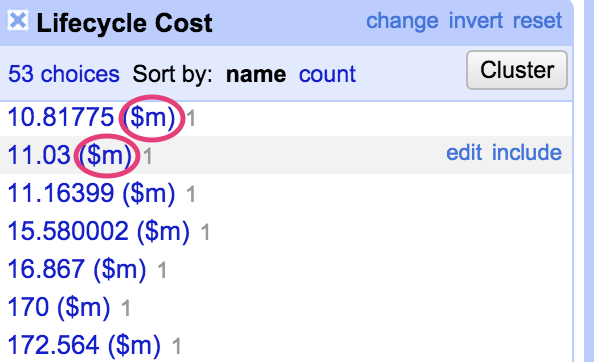 Lifecycle Cost change invert reset
53 choices Sort by: name count Cluster
10.81775 ($m) 1
11.03 ($m) 1 edit include
11.16399 ($m) 1
15.580002 ($m) 1
16.867 ($m) 1
170 ($m) 1
172.564 ($m) 1